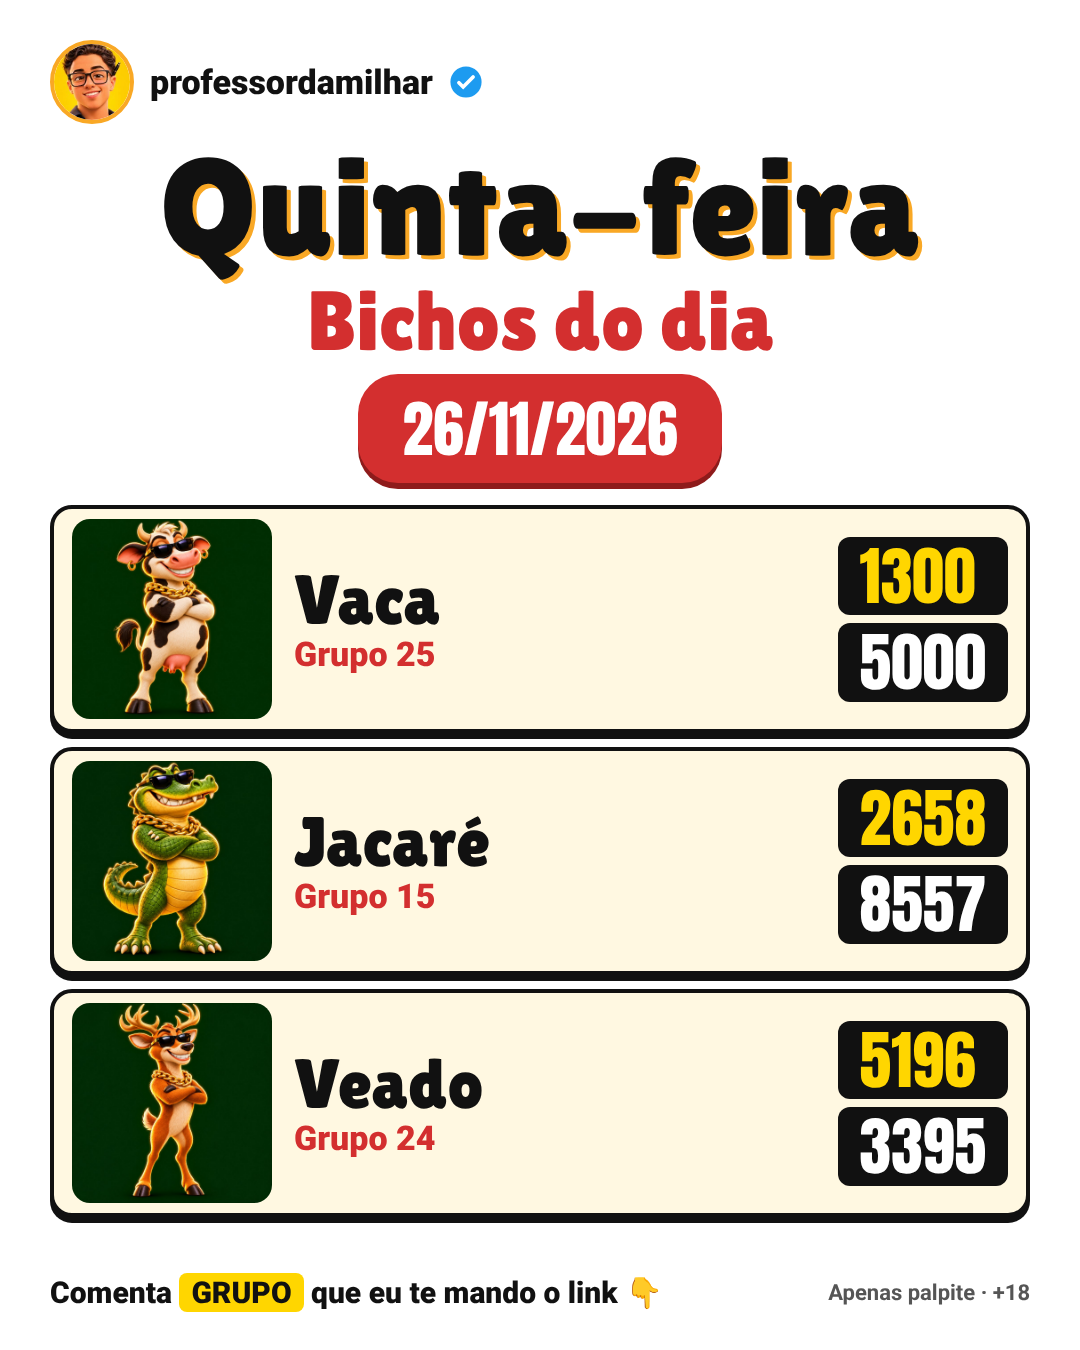 professordamilhar
Quinta-feira
Bichos do dia
26/11/2026
Vaca
Grupo 25
1300
5000
Jacaré
Grupo 15
2658
8557
Veado
Grupo 24
5196
3395
Comenta GRUPO que eu te mando o link 👇
Apenas palpite · +18